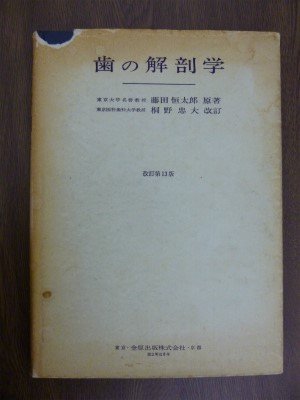 歯の解剖学
東京大学名誉教授 藤田恒太郎 原著
東京医科歯科大学教授 桐野忠大 改訂
改訂第13版
東京・金原出版株式会社・京都